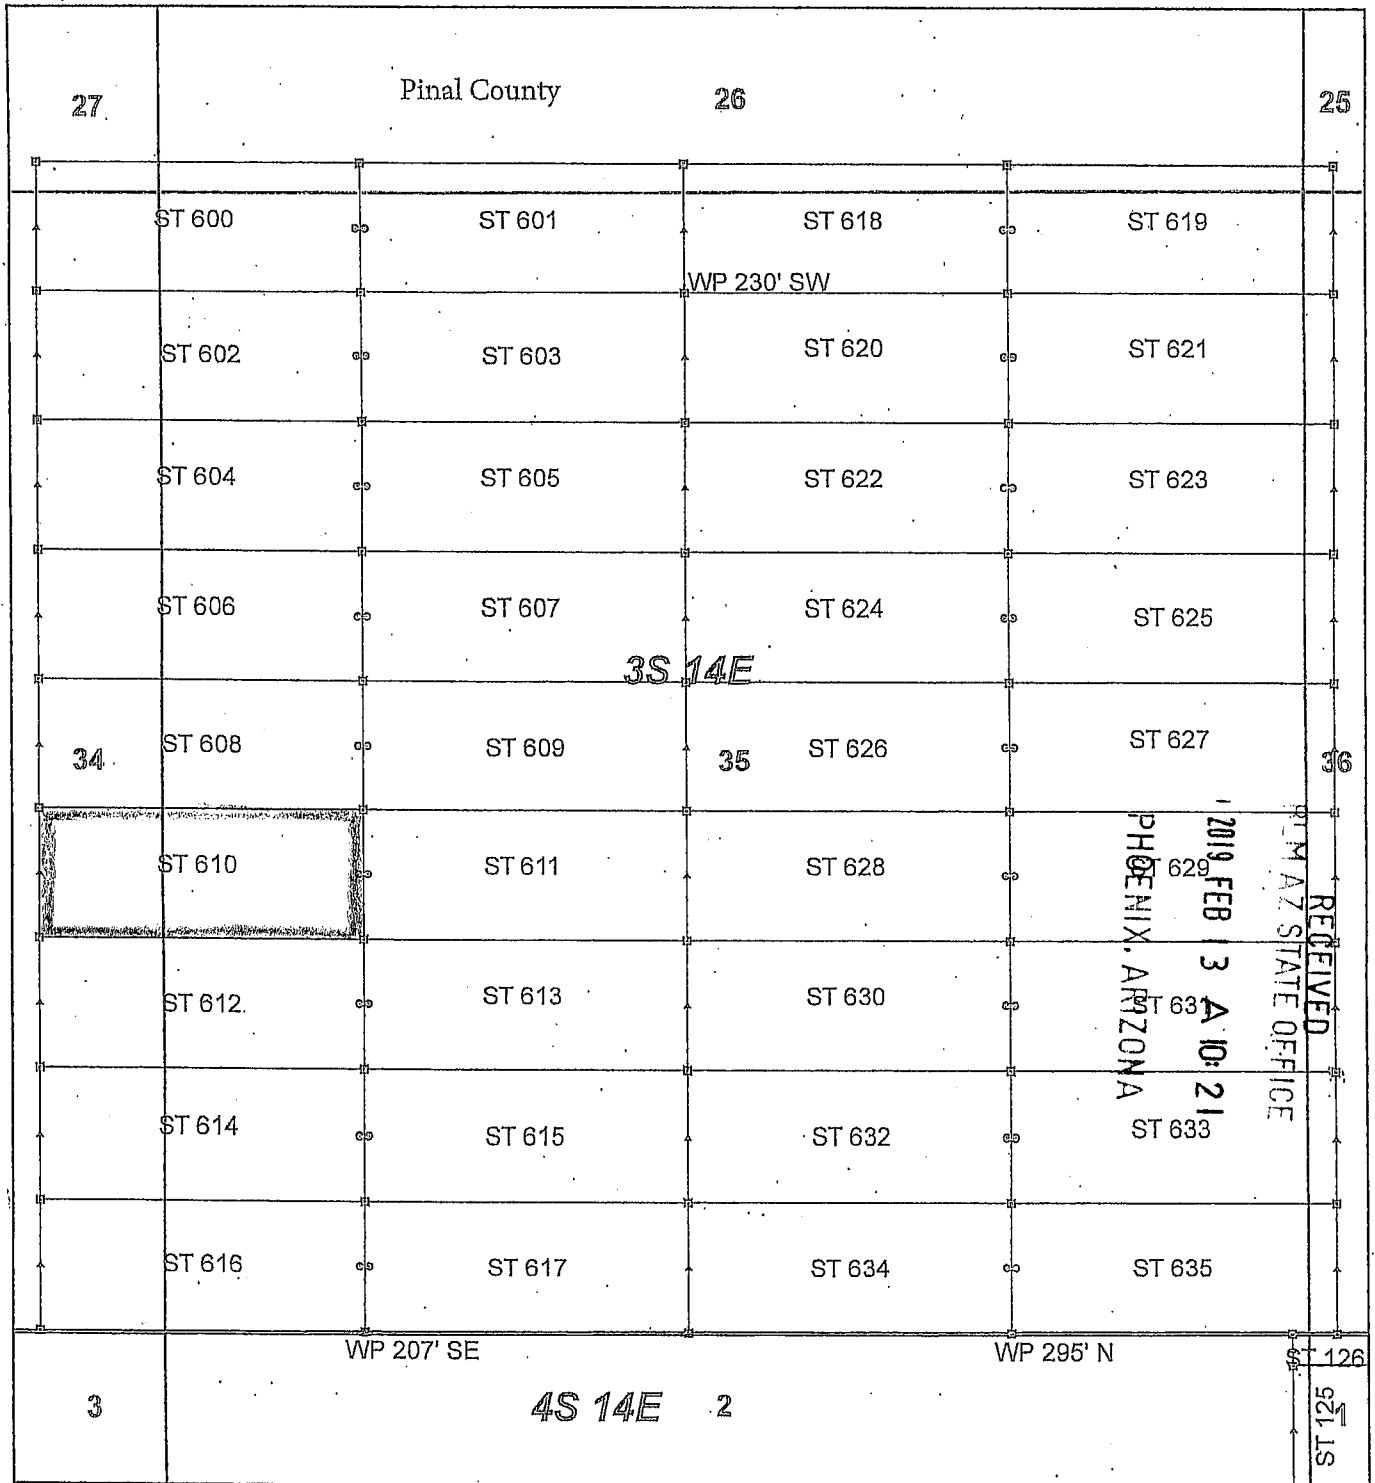 27 Pinal County 26 25
ST 600 ST 601 ST 618 ST 619
WP 230' SW
ST 602 ST 603 ST 620 ST 621
ST 604 ST 605 ST 622 ST 623
ST 606 ST 607 ST 624 ST 625
3S 14E
ST 608 ST 609 ST 626 ST 627
34 35 36
ST 610 ST 611 ST 628 ST 629
ST 612 ST 613 ST 630 ST 631
ST 614 ST 615 ST 632 ST 633
ST 616 ST 617 ST 634 ST 635
WP 207' SE WP 295' N ST 126
3 4S 14E 2 1
ST 125
RECEIVED
AZ STATE OFFICE
2019 FEB 13 A 10: 21
PHOENIX, ARIZONA